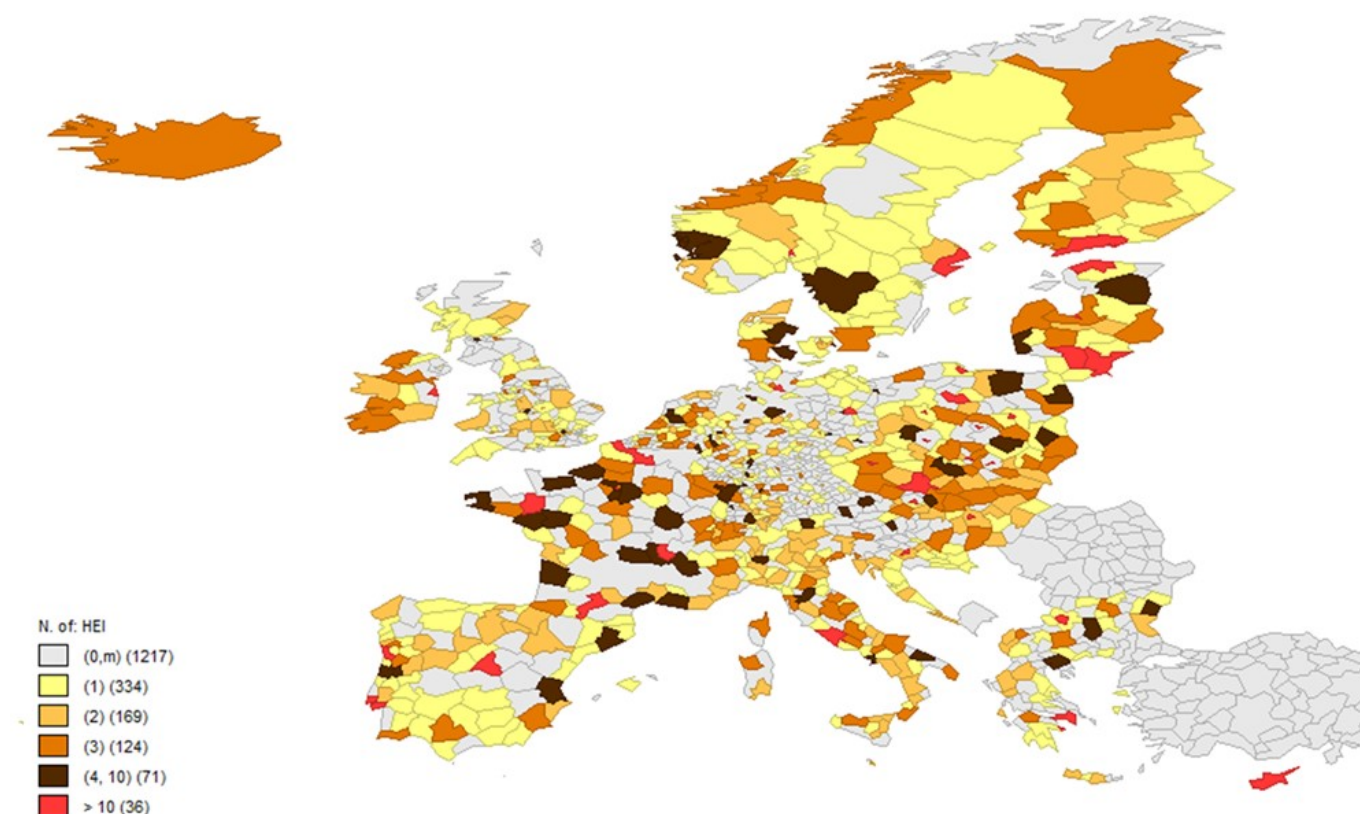 N. of: HEI
(0,m) (1217)
(1) (334)
(2) (169)
(3) (124)
(4, 10) (71)
> 10 (36)